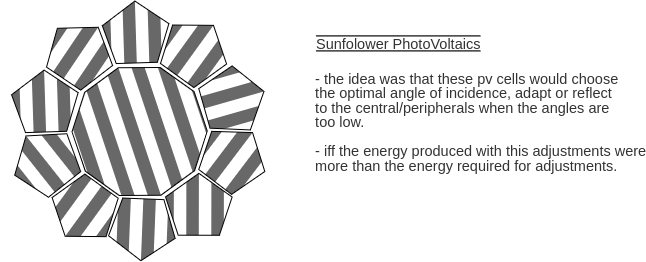 Sunfolower PhotoVoltaics
- the idea was that these pv cells would choose
the optimal angle of incidence, adapt or reflect
to the central/peripherals when the angles are
too low.
- iff the energy produced with this adjustments were
more than the energy required for adjustments.